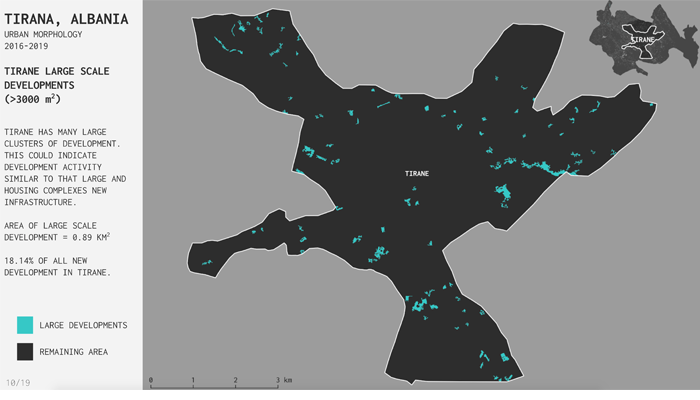 TIRANA, ALBANIA
URBAN MORPHOLOGY
2016-2019
TIRANE LARGE SCALE
DEVELOPMENTS
(>3000 m²)
TIRANE HAS MANY LARGE
CLUSTERS OF DEVELOPMENT.
THIS COULD INDICATE
DEVELOPMENT ACTIVITY
SIMILAR TO THAT LARGE AND
HOUSING COMPLEXES NEW
INFRASTRUCTURE.
AREA OF LARGE SCALE
DEVELOPMENT = 0.89 KM²
18.14% OF ALL NEW
DEVELOPMENT IN TIRANE.
LARGE DEVELOPMENTS
REMAINING AREA
10/19
TIRANE
TIRANE
0 1 2 3 km